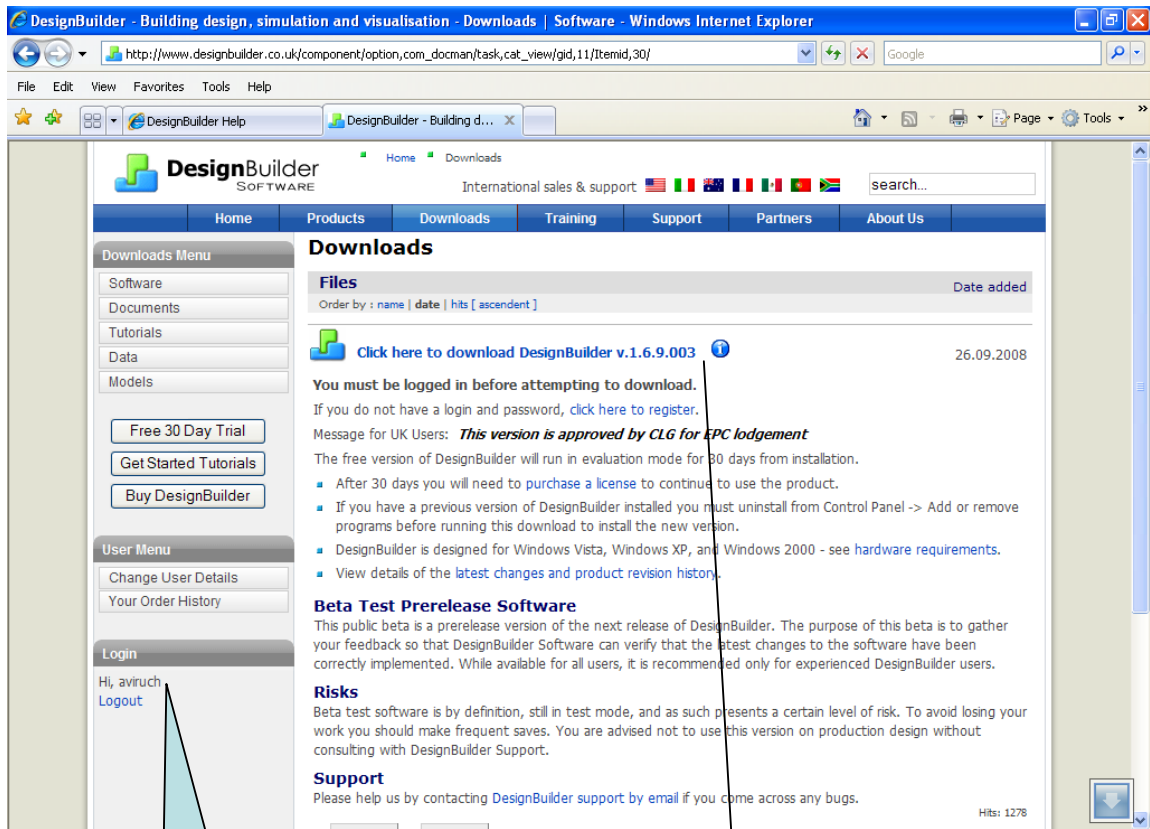 DesignBuilder - Building design, simulation and visualisation - Downloads | Software - Windows Internet Explorer
http://www.designbuilder.co.uk/component/option,com_docman/task,cat_view/gid,11/Itemid,30/
Google
File Edit View Favorites Tools Help
DesignBuilder Help
DesignBuilder - Building d...
Page
Tools
DesignBuilder
SOFTWARE
Home Downloads
International sales & support
search...
Home Products Downloads Training Support Partners About Us
Downloads Menu
Software
Documents
Tutorials
Data
Models
Free 30 Day Trial
Get Started Tutorials
Buy DesignBuilder
User Menu
Change User Details
Your Order History
Login
Hi, aviruch
Logout
Downloads
Files
Date added
Order by : name | date | hits [ ascendent ]
Click here to download DesignBuilder v.1.6.9.003
26.09.2008
You must be logged in before attempting to download.
If you do not have a login and password, click here to register.
Message for UK Users: This version is approved by CLG for EPC lodgement
The free version of DesignBuilder will run in evaluation mode for 30 days from installation.
After 30 days you will need to purchase a license to continue to use the product.
If you have a previous version of DesignBuilder installed you must uninstall from Control Panel -> Add or remove
programs before running this download to install the new version.
DesignBuilder is designed for Windows Vista, Windows XP, and Windows 2000 - see hardware requirements.
View details of the latest changes and product revision history.
Beta Test Prerelease Software
This public beta is a prerelease version of the next release of DesignBuilder. The purpose of this beta is to gather
your feedback so that DesignBuilder Software can verify that the latest changes to the software have been
correctly implemented. While available for all users, it is recommended only for experienced DesignBuilder users.
Risks
Beta test software is by definition, still in test mode, and as such presents a certain level of risk. To avoid losing your
work you should make frequent saves. You are advised not to use this version on production design without
consulting with DesignBuilder Support.
Support
Please help us by contacting DesignBuilder support by email if you come across any bugs.
Hits: 1278